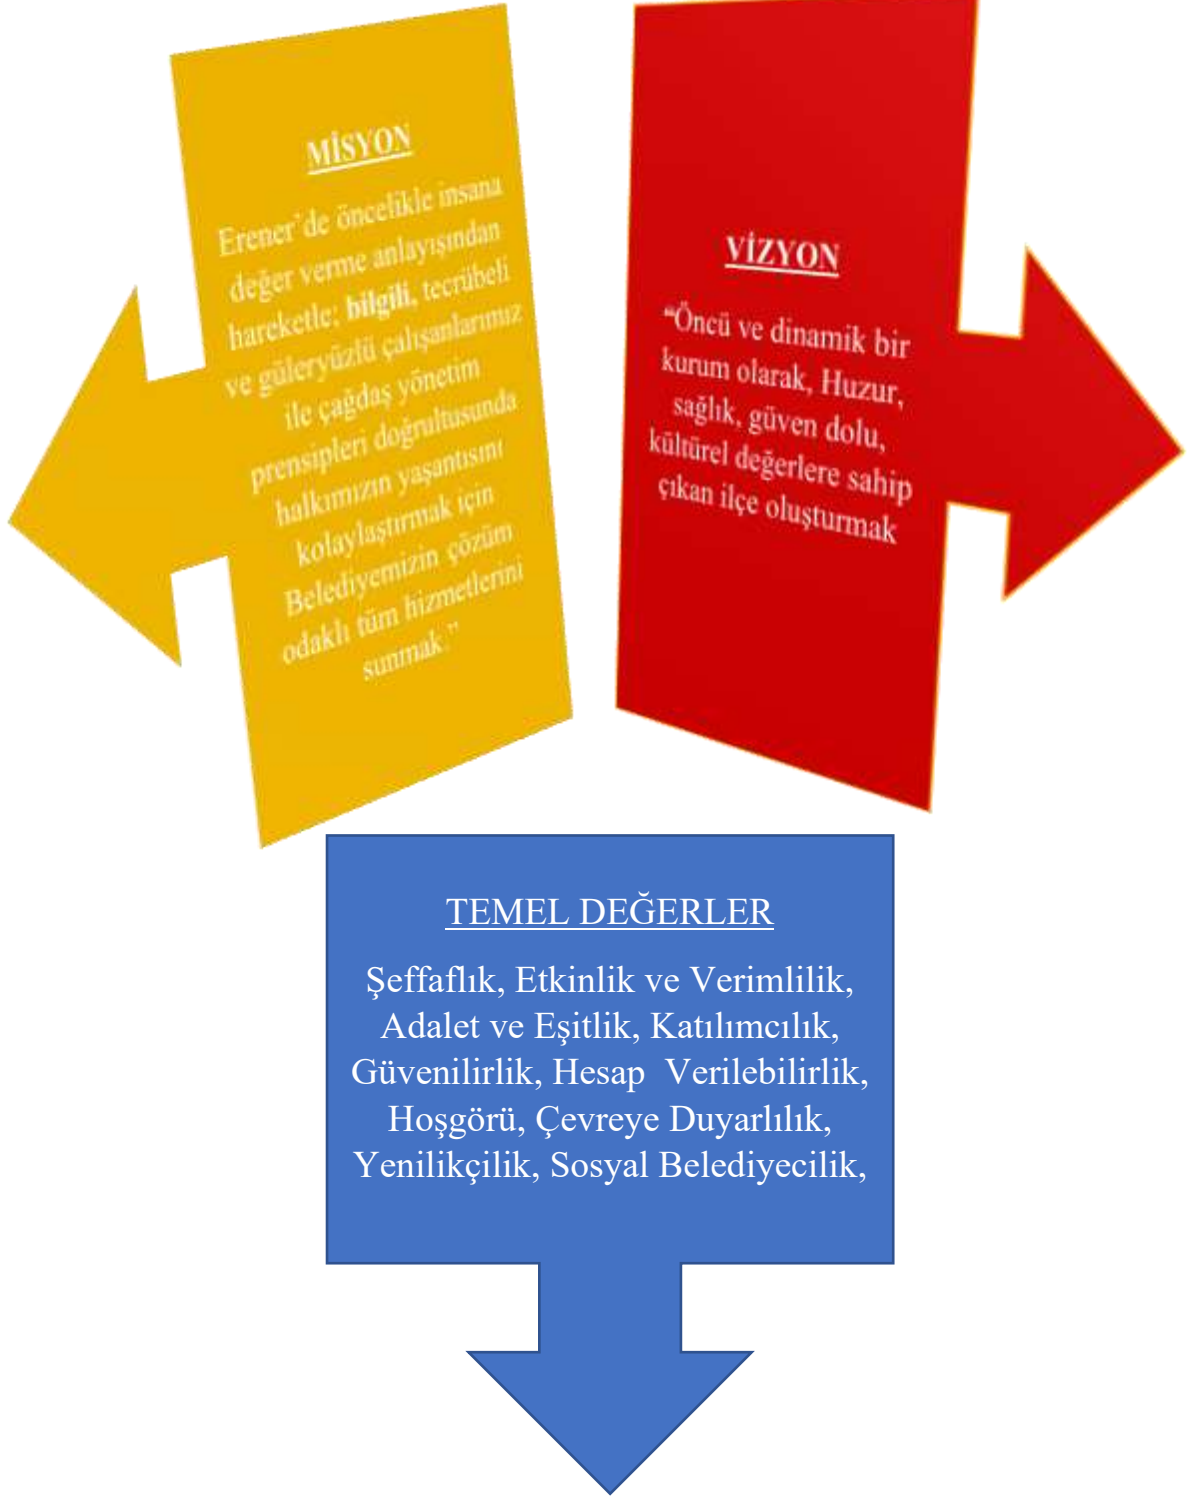 MİSYON
Erener’de öncelikle insana
değer verme anlayışından
hareketle; bilgili, tecrübeli
ve güleryüzlü çalışanlarımız
ile çağdaş yönetim
prensipleri doğrultusunda
halkımızın yaşantısını
kolaylaştırmak için
Belediyemizin çözüm
odaklı tüm hizmetlerini
sunmak.”
VİZYON
“Öncü ve dinamik bir
kurum olarak, Huzur,
sağlık, güven dolu,
kültürel değerlere sahip
çıkan ilçe oluşturmak
TEMEL DEĞERLER
Şeffaflık, Etkinlik ve Verimlilik,
Adalet ve Eşitlik, Katılımcılık,
Güvenilirlik, Hesap  Verilebilirlik,
Hoşgörü, Çevreye Duyarlılık,
Yenilikçilik, Sosyal Belediyecilik,